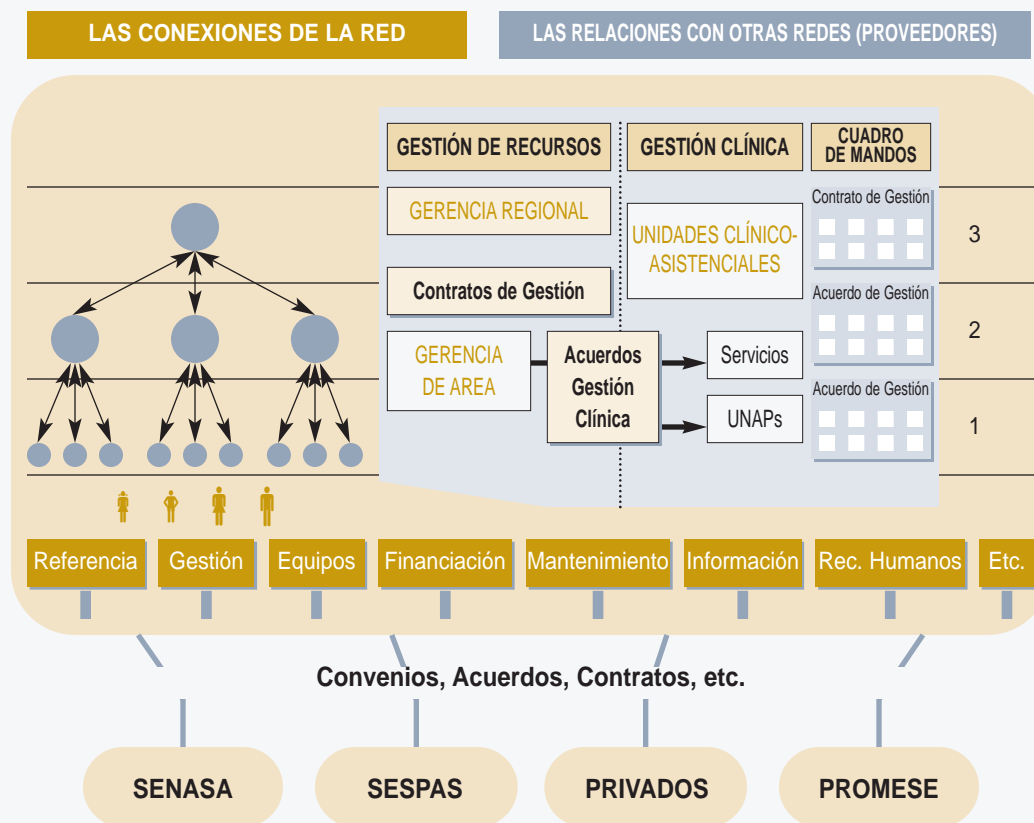 LAS CONEXIONES DE LA RED
LAS RELACIONES CON OTRAS REDES (PROVEEDORES)
GESTIÓN DE RECURSOS
GESTIÓN CLÍNICA
CUADRO
DE MANDOS
GERENCIA REGIONAL
UNIDADES CLÍNICO-
ASISTENCIALES
Contrato de Gestión
3
Contratos de Gestión
Acuerdo de Gestión
2
GERENCIA
DE AREA
Acuerdos
Gestión
Clínica
Servicios
UNAPs
Acuerdo de Gestión
1
Referencia
Gestión
Equipos
Financiación
Mantenimiento
Información
Rec. Humanos
Etc.
Convenios, Acuerdos, Contratos, etc.
SENASA
SESPAS
PRIVADOS
PROMESE